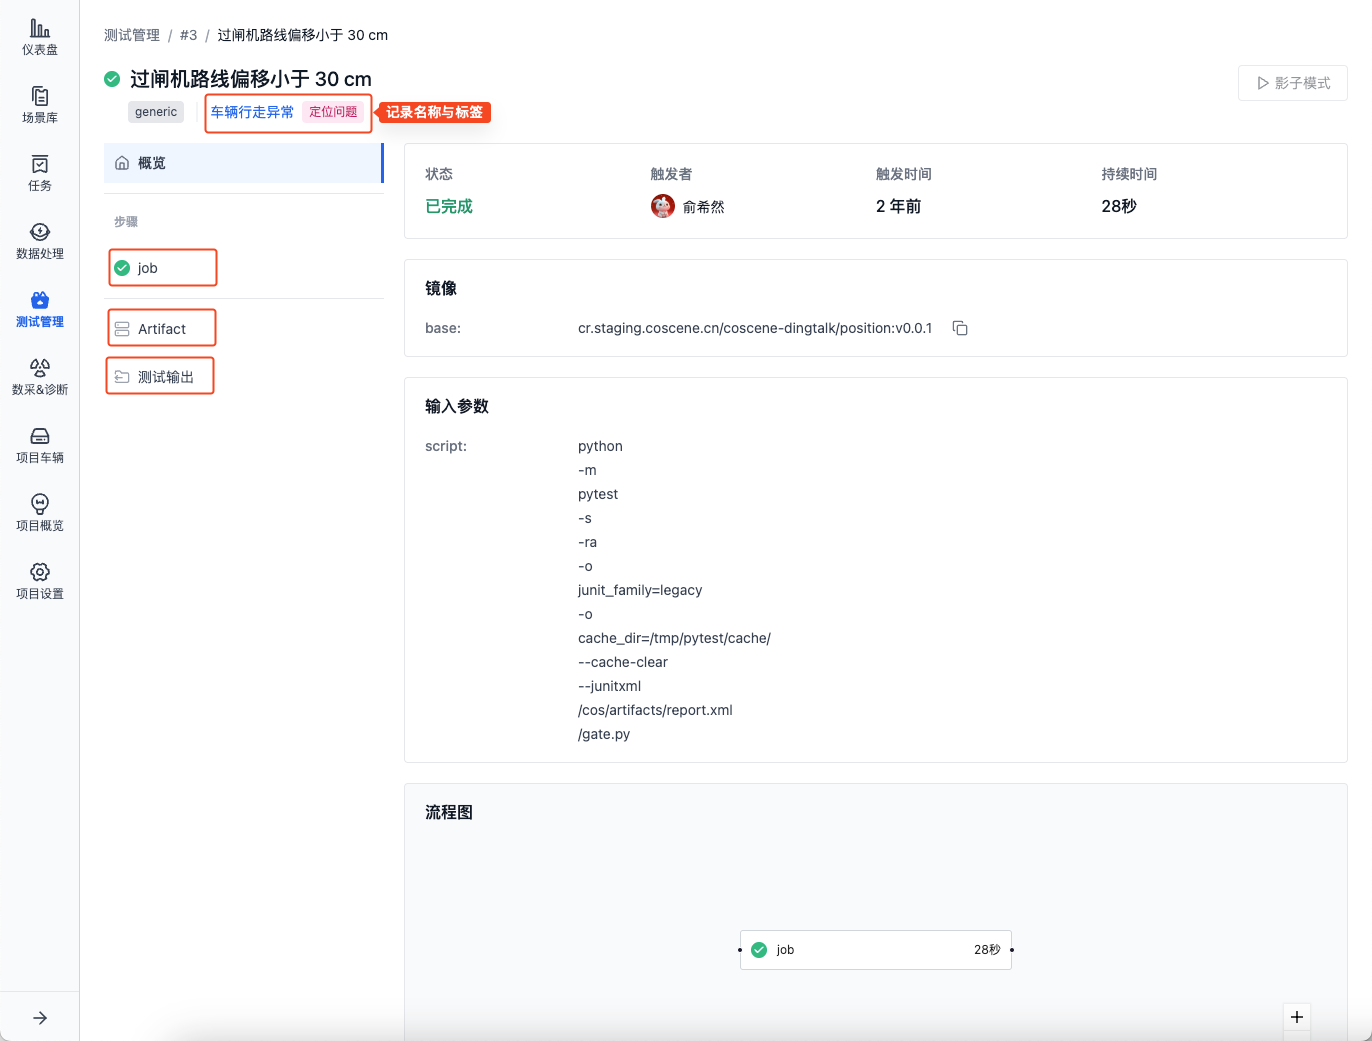 仪表盘
场景库
任务
数据处理
测试管理
数采&诊断
项目车辆
项目概览
项目设置
测试管理 / #3 / 过闸机路线偏移小于 30 cm
过闸机路线偏移小于 30 cm
影子模式
generic 车辆行走异常 定位问题 记录名称与标签
概览
步骤
job
Artifact
测试输出
状态 触发者 触发时间 持续时间
已完成 俞希然 2 年前 28秒
镜像
base: cr.staging.coscene.cn/coscene-dingtalk/position:v0.0.1
输入参数
script: python
-m
pytest
-s
-ra
-o
junit_family=legacy
-o
cache_dir=/tmp/pytest/cache/
--cache-clear
--junitxml
/cos/artifacts/report.xml
/gate.py
流程图
job 28秒